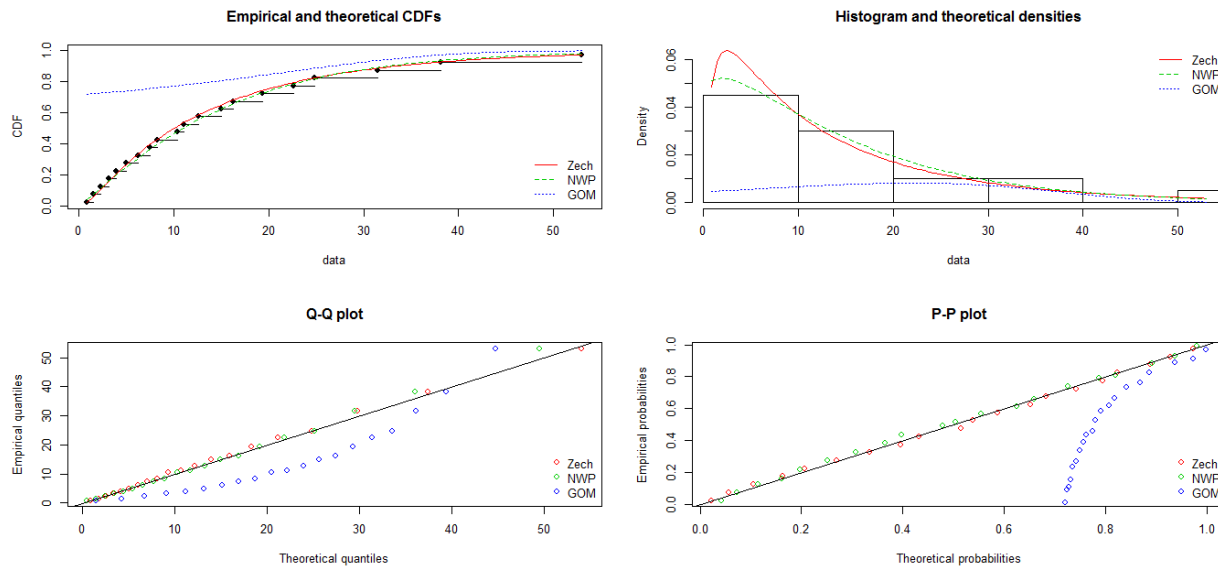 Empirical and theoretical CDFs
CDF
0.0 0.2 0.4 0.6 0.8 1.0
0 10 20 30 40 50
data
Zech
NWP
GOM
Histogram and theoretical densities
Density
0.00 0.02 0.04 0.06
0 10 20 30 40 50
data
Zech
NWP
GOM
Q-Q plot
Empirical quantiles
0 10 20 30 40 50
0 10 20 30 40 50
Theoretical quantiles
Zech
NWP
GOM
P-P plot
Empirical probabilities
0.0 0.2 0.4 0.6 0.8 1.0
0.0 0.2 0.4 0.6 0.8 1.0
Theoretical probabilities
Zech
NWP
GOM